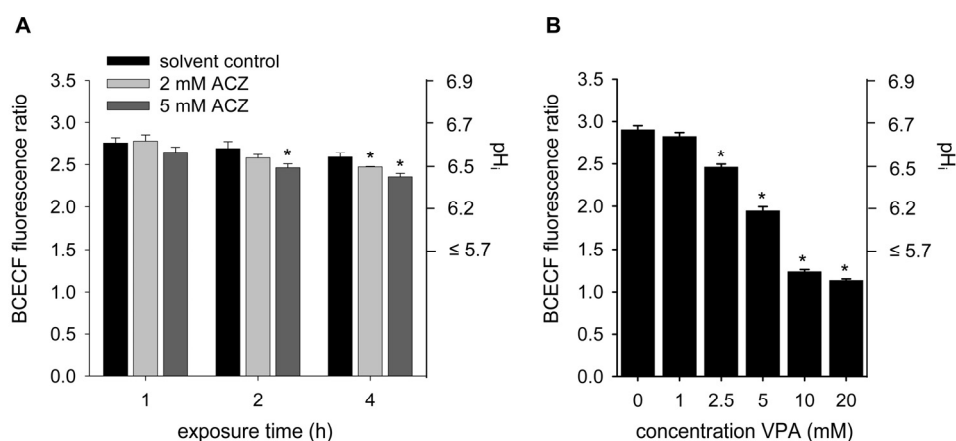 A
solvent control
2 mM ACZ
5 mM ACZ
BCECF fluorescence ratio
3.5
3.0
2.5
2.0
1.5
1.0
0.5
0.0
* * *
6.9
6.7
6.5
6.2
≤ 5.7
pHi
1 2 4
exposure time (h)
B
BCECF fluorescence ratio
3.5
3.0
2.5
2.0
1.5
1.0
0.5
0.0
* * * *
6.9
6.7
6.5
6.2
≤ 5.7
pHi
0 1 2.5 5 10 20
concentration VPA (mM)